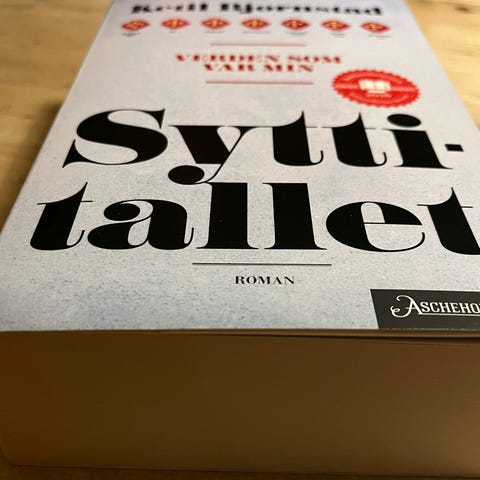 Ketil Bjørnstad
VERDEN SOM
VAR MIN
Sytti-
tallet
ROMAN
ASCHEHO